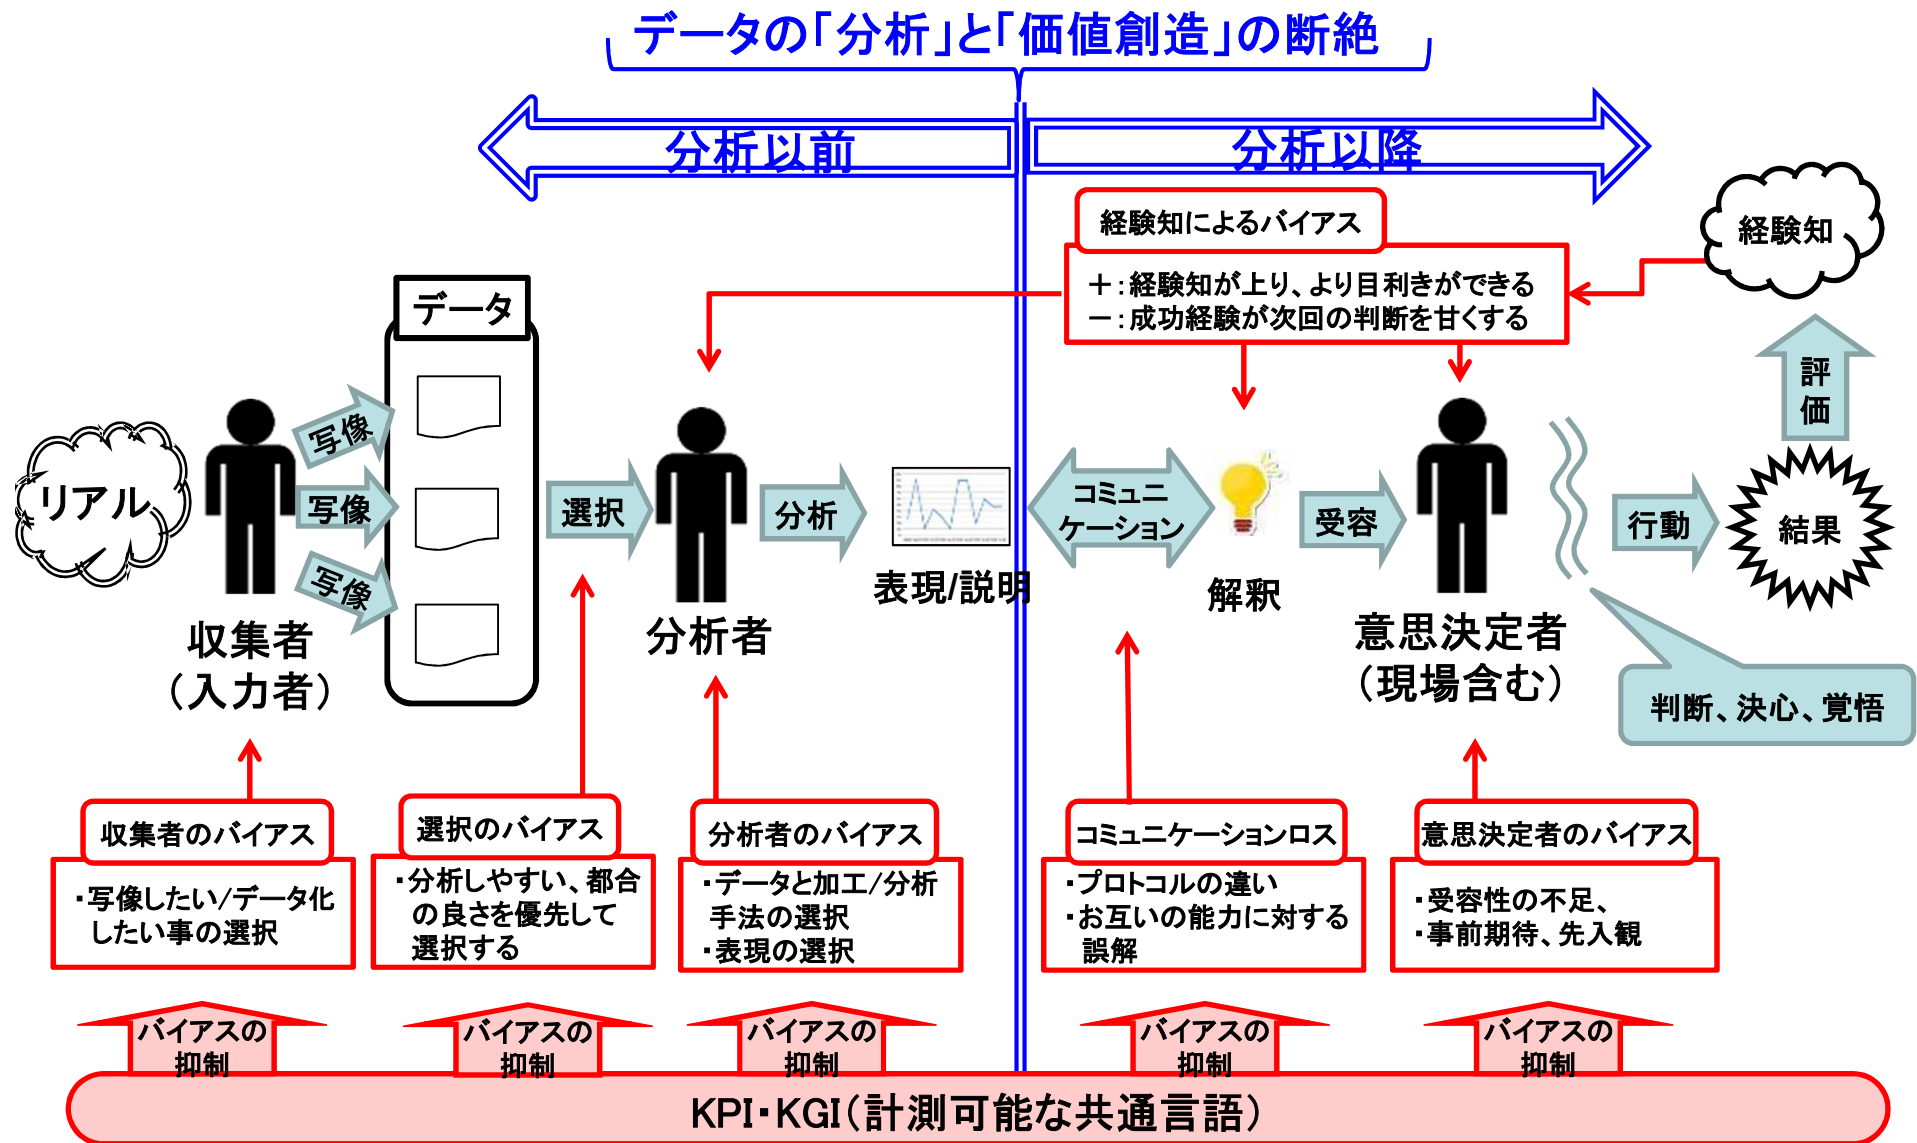 データの「分析」と「価値創造」の断絶
分析以前
分析以降
経験知によるバイアス
＋：経験知が上り、より目利きができる
－：成功経験が次回の判断を甘くする
経験知
評
価
データ
リアル
写像
写像
写像
選択
分析
コミュニ
ケーション
受容
行動
結果
収集者
（入力者）
分析者
表現/説明
解釈
意思決定者
（現場含む）
判断、決心、覚悟
収集者のバイアス
・写像したい/データ化
したい事の選択
選択のバイアス
・分析しやすい、都合
の良さを優先して
選択する
分析者のバイアス
・データと加工/分析
手法の選択
・表現の選択
コミュニケーションロス
・プロトコルの違い
・お互いの能力に対する
誤解
意思決定者のバイアス
・受容性の不足、
・事前期待、先入観
バイアスの
抑制
バイアスの
抑制
バイアスの
抑制
バイアスの
抑制
バイアスの
抑制
KPI・KGI（計測可能な共通言語）